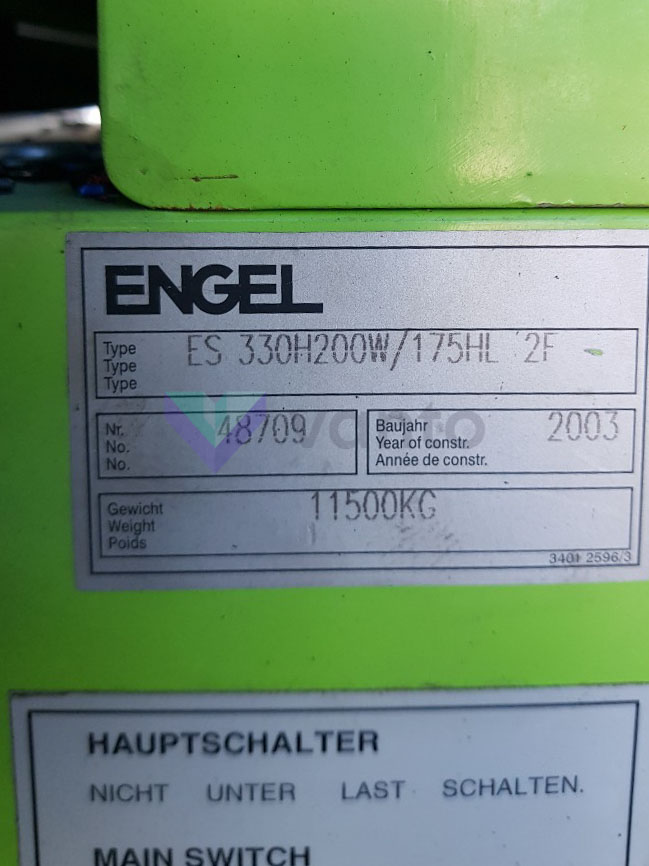 ENGEL
Type ES 330H200W/175HL 2F -
Type
Type
Nr. 48709
No.
No.
Baujahr 2003
Year of constr.
Année de constr.
Gewicht 11500KG
Weight
Poids
3401 2596/3
HAUPTSCHALTER
NICHT UNTER LAST SCHALTEN.
MAIN SWITCH